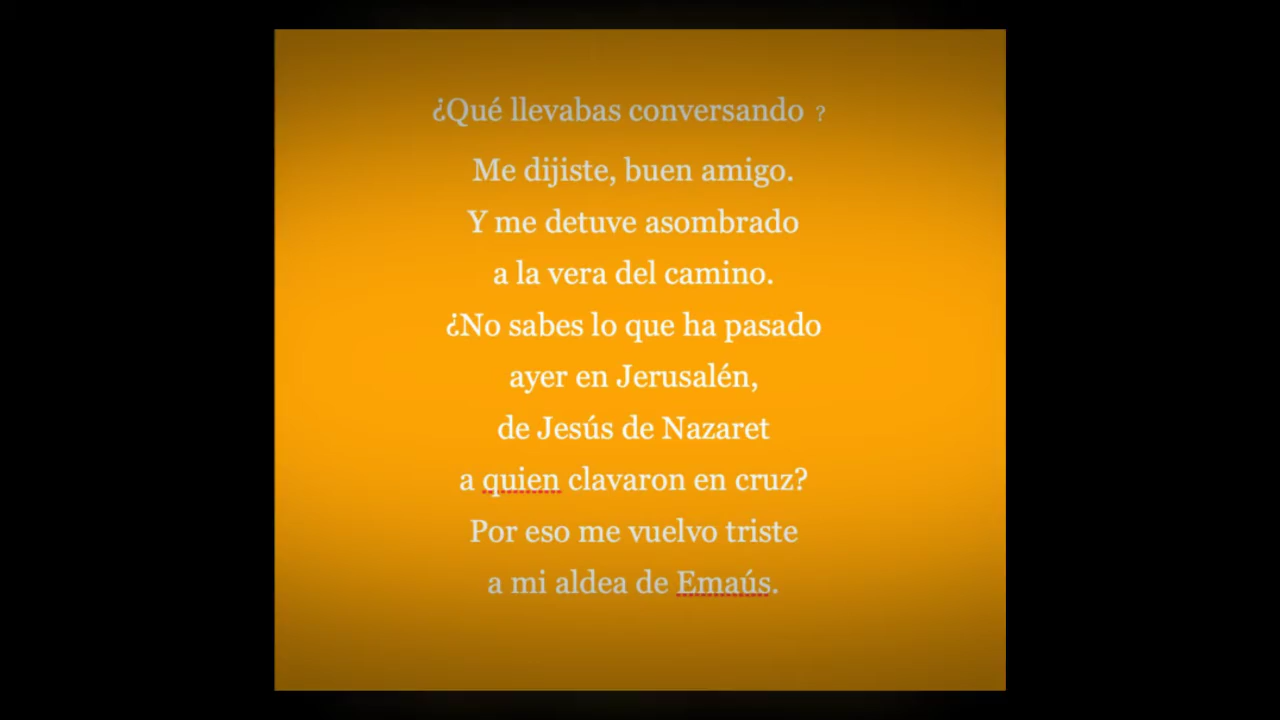 ¿Qué llevabas conversando ?
Me dijiste, buen amigo.
Y me detuve asombrado
a la vera del camino.
¿No sabes lo que ha pasado
ayer en Jerusalén,
de Jesús de Nazaret
a quien clavaron en cruz?
Por eso me vuelvo triste
a mi aldea de Emaús.